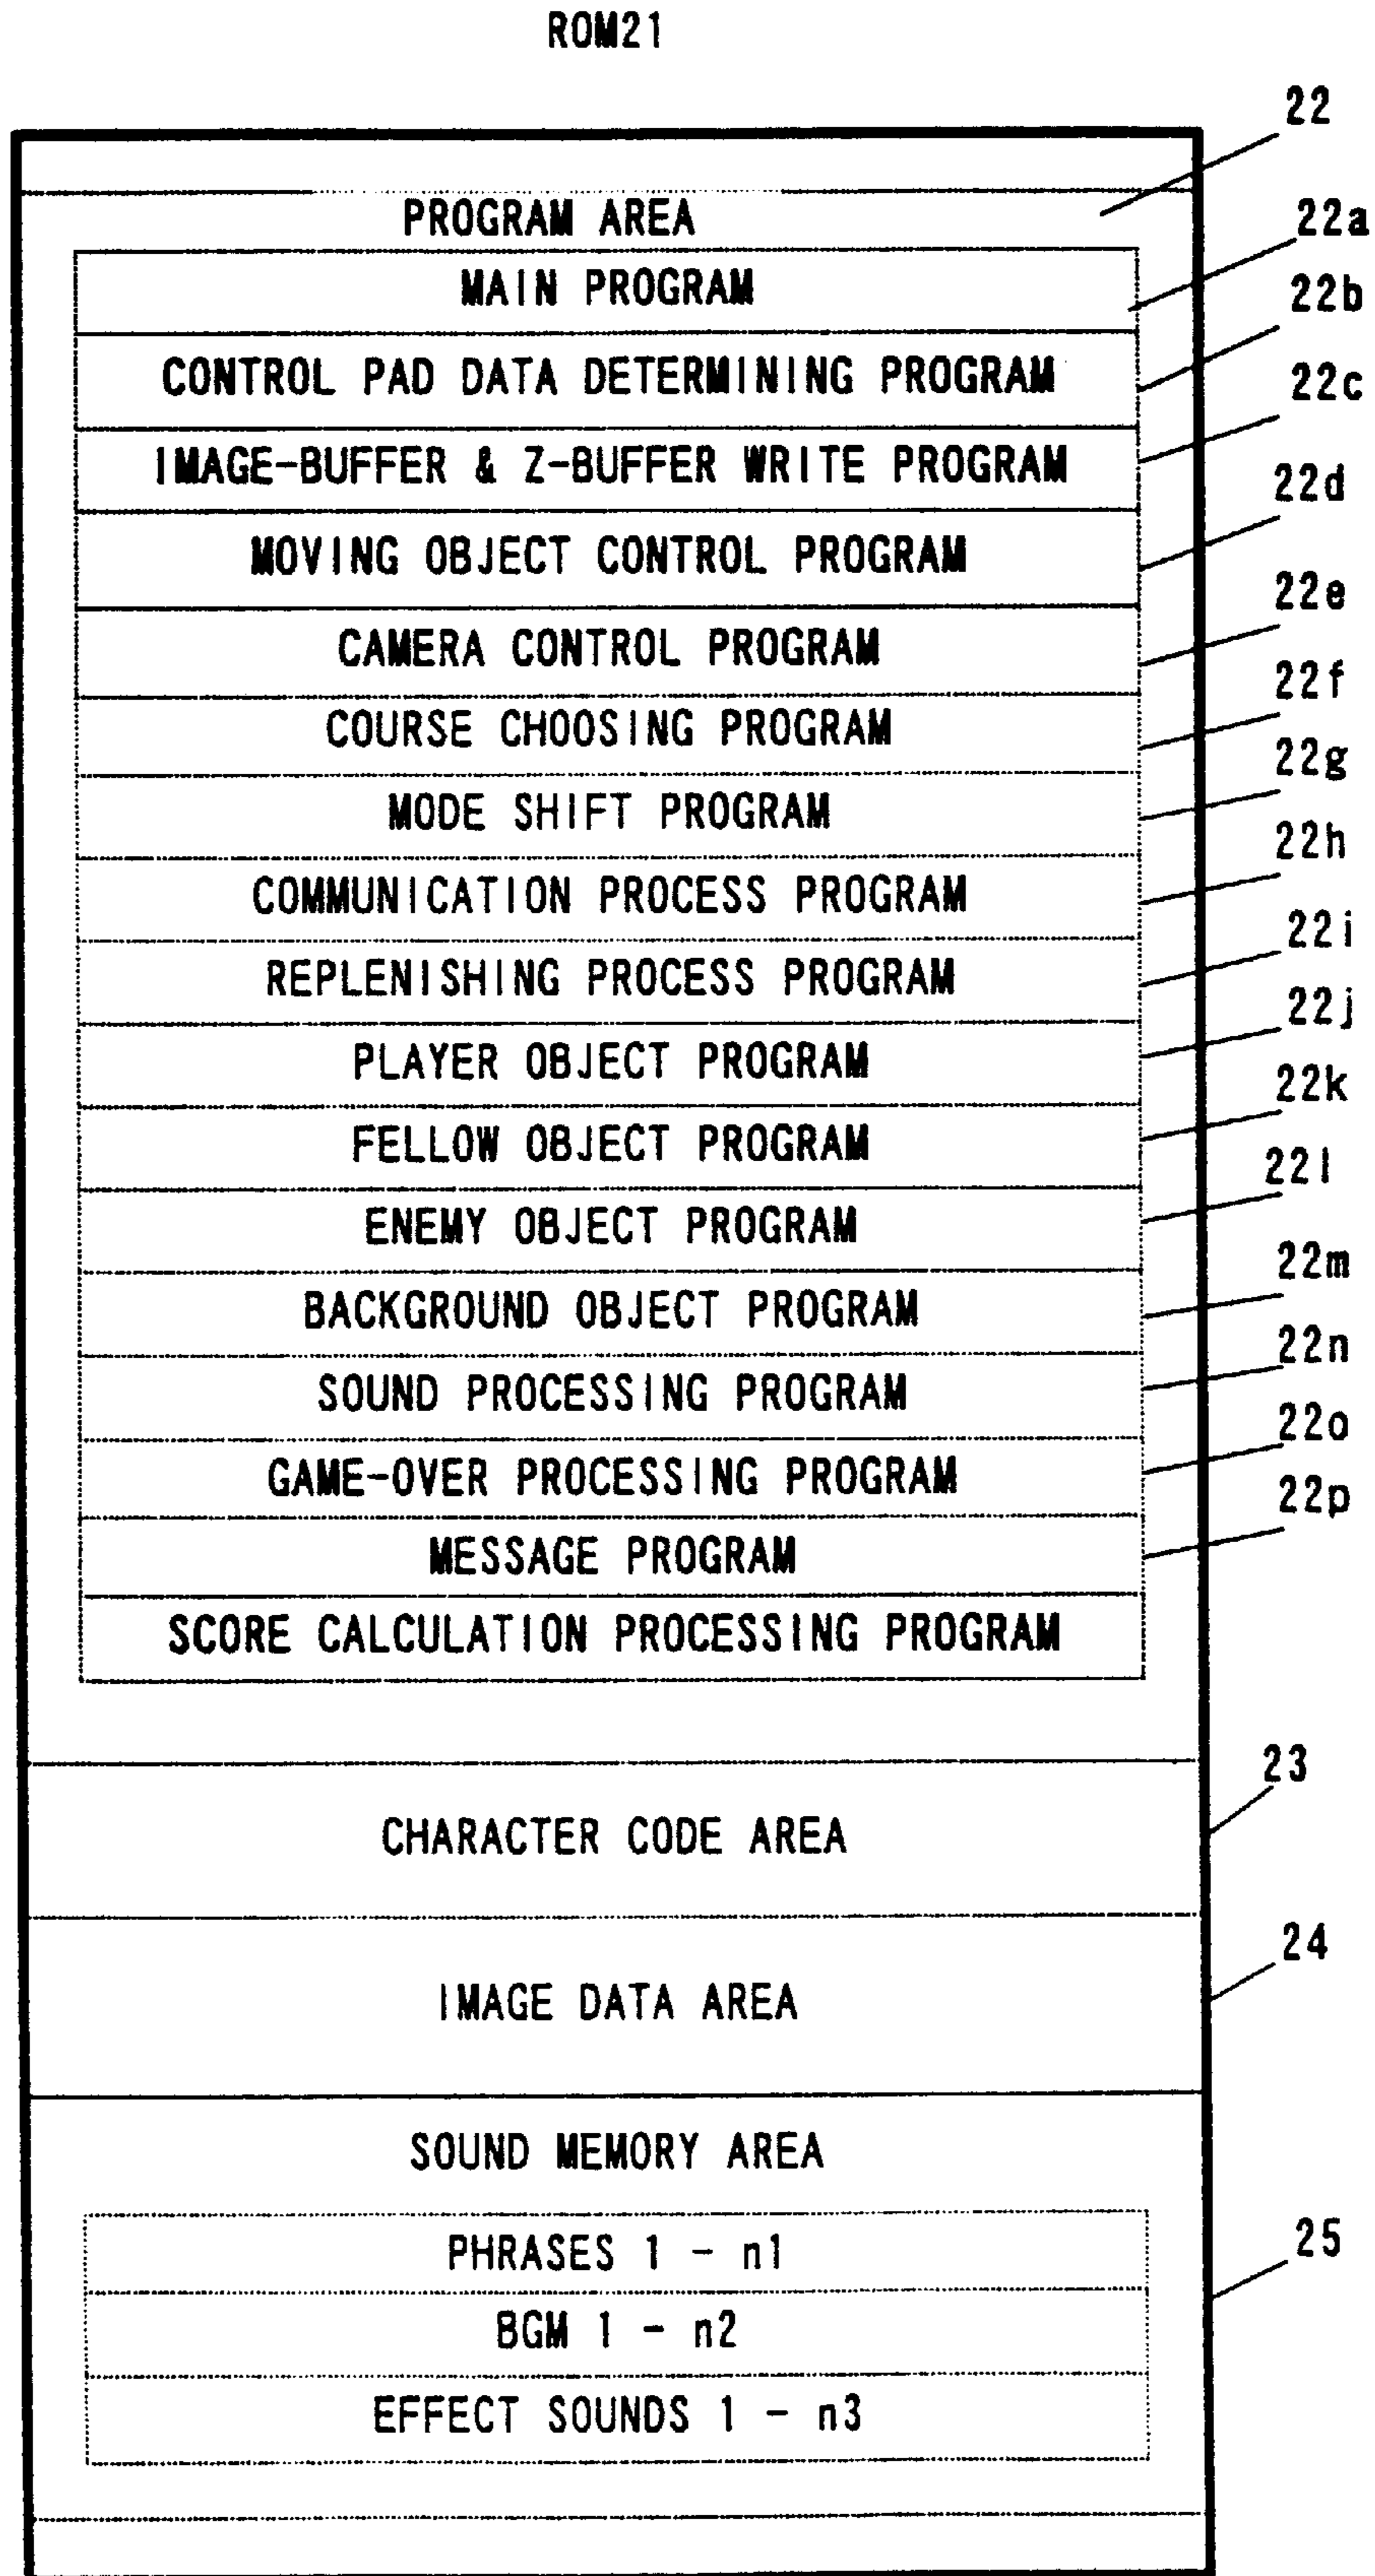 ROM21
22
PROGRAM AREA
22a
MAIN PROGRAM
22b
CONTROL PAD DATA DETERMINING PROGRAM
22c
IMAGE-BUFFER & Z-BUFFER WRITE PROGRAM
22d
MOVING OBJECT CONTROL PROGRAM
22e
CAMERA CONTROL PROGRAM
22f
COURSE CHOOSING PROGRAM
22g
MODE SHIFT PROGRAM
22h
COMMUNICATION PROCESS PROGRAM
22i
REPLENISHING PROCESS PROGRAM
22j
PLAYER OBJECT PROGRAM
22k
FELLOW OBJECT PROGRAM
22l
ENEMY OBJECT PROGRAM
22m
BACKGROUND OBJECT PROGRAM
22n
SOUND PROCESSING PROGRAM
22o
GAME-OVER PROCESSING PROGRAM
22p
MESSAGE PROGRAM
SCORE CALCULATION PROCESSING PROGRAM
23
CHARACTER CODE AREA
24
IMAGE DATA AREA
SOUND MEMORY AREA
25
PHRASES 1 - n1
BGM 1 - n2
EFFECT SOUNDS 1 - n3